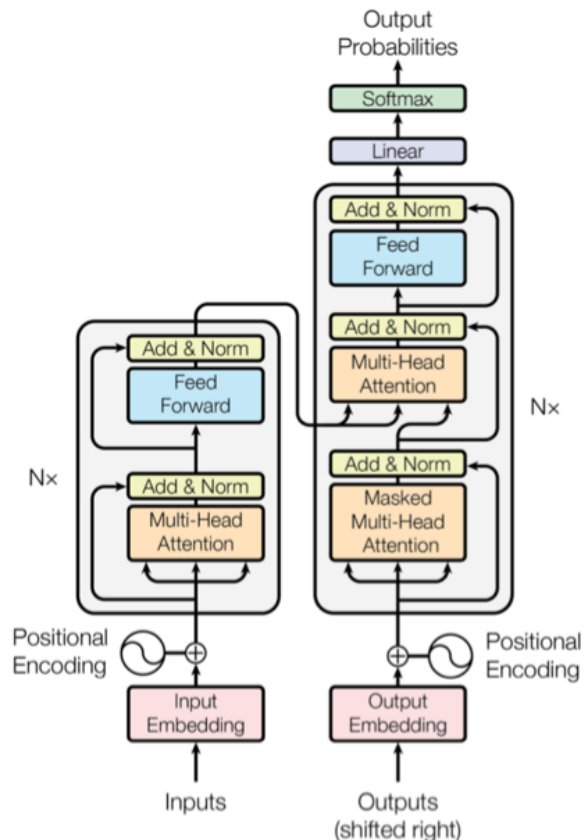 Output
Probabilities
Softmax
Linear
Add & Norm
Feed
Forward
Add & Norm
Multi-Head
Attention
Add & Norm
Masked
Multi-Head
Attention
N×
Add & Norm
Feed
Forward
Add & Norm
Multi-Head
Attention
N×
Positional
Encoding
Positional
Encoding
Input
Embedding
Output
Embedding
Inputs
Outputs
(shifted right)